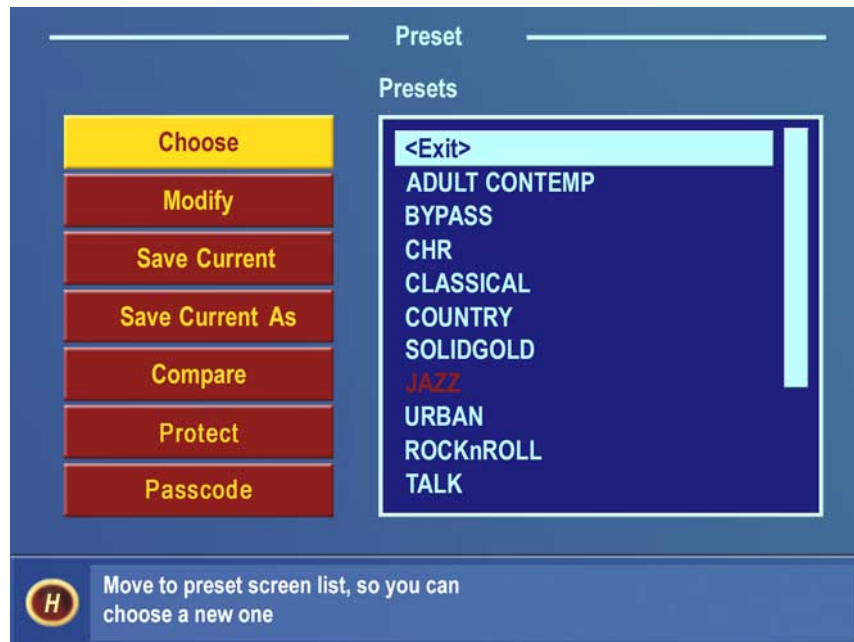 Preset
Presets
Choose
Modify
Save Current
Save Current As
Compare
Protect
Passcode
<Exit>
ADULT CONTEMP
BYPASS
CHR
CLASSICAL
COUNTRY
SOLIDGOLD
JAZZ
URBAN
ROCKnROLL
TALK
H
Move to preset screen list, so you can
choose a new one